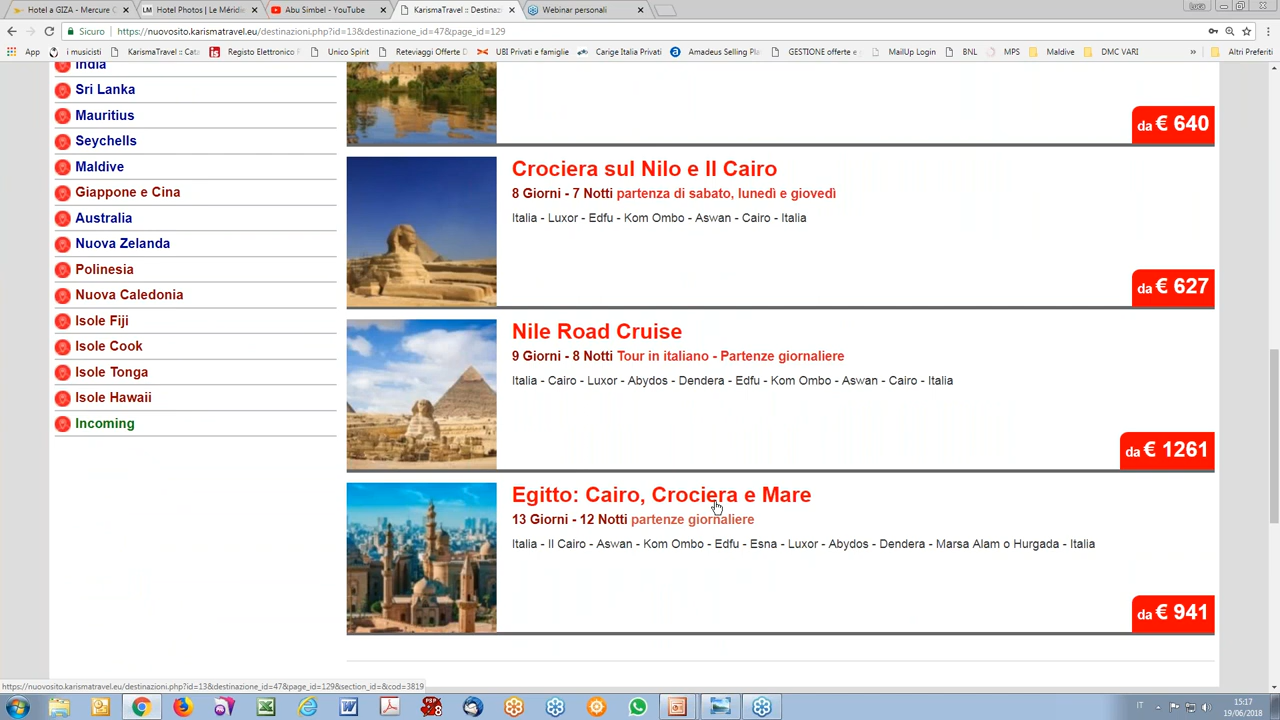 Hotel a GIZA - Mercure C
Hotel Photos | Le Méridie
Abu Simbel - YouTube
KarismaTravel :: Destinaz
Webinar personali
Luca
Sicuro
https://nuovosito.karismatravel.eu/destinazioni.php?id=13&destinazione_id=47&page_id=129
App
i musicisti
KarismaTravel :: Cata
Registro Elettronico F
Unico Spirit
Reteviaggi Offerte D
UBI Privati e famiglie
Carige Italia Privati
Amadeus Selling Pla
GESTIONE offerte e
MailUp Login
BNL
MPS
Maldive
DMC VARI
»
Altri Preferiti
India
Sri Lanka
Mauritius
Seychells
Maldive
Giappone e Cina
Australia
Nuova Zelanda
Polinesia
Nuova Caledonia
Isole Fiji
Isole Cook
Isole Tonga
Isole Hawaii
Incoming
da € 640
Crociera sul Nilo e Il Cairo
8 Giorni - 7 Notti partenza di sabato, lunedì e giovedì
Italia - Luxor - Edfu - Kom Ombo - Aswan - Cairo - Italia
da € 627
Nile Road Cruise
9 Giorni - 8 Notti Tour in italiano - Partenze giornaliere
Italia - Cairo - Luxor - Abydos - Dendera - Edfu - Kom Ombo - Aswan - Cairo - Italia
da € 1261
Egitto: Cairo, Crociera e Mare
13 Giorni - 12 Notti partenze giornaliere
Italia - Il Cairo - Aswan - Kom Ombo - Edfu - Esna - Luxor - Abydos - Dendera - Marsa Alam o Hurgada - Italia
da € 941
https://nuovosito.karismatravel.eu/destinazioni.php?id=13&destinazione_id=47&page_id=129&section_id=&cod=3819
IT
15:17
19/06/2018